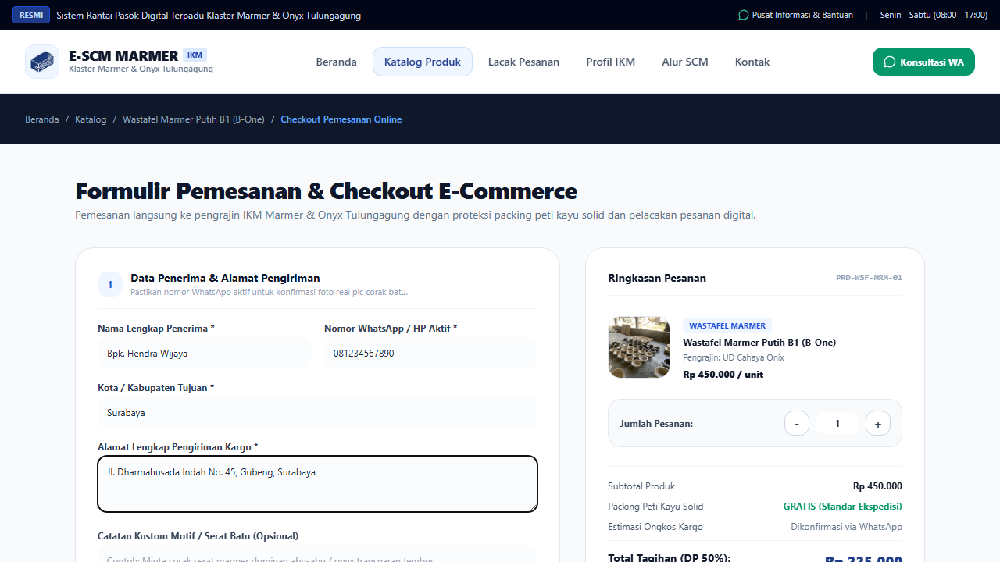 RESMI Sistem Rantai Pasok Digital Terpadu Klaster Marmer & Onyx Tulungagung
Pusat Informasi & Bantuan | Senin - Sabtu (08:00 - 17:00)
E-SCM MARMER IKM
Klaster Marmer & Onyx Tulungagung
Beranda Katalog Produk Lacak Pesanan Profil IKM Alur SCM Kontak
Konsultasi WA
Beranda / Katalog / Wastafel Marmer Putih B1 (B-One) / Checkout Pemesanan Online
Formulir Pemesanan & Checkout E-Commerce
Pemesanan langsung ke pengrajin IKM Marmer & Onyx Tulungagung dengan proteksi packing peti kayu solid dan pelacakan pesanan digital.
1
Data Penerima & Alamat Pengiriman
Pastikan nomor WhatsApp aktif untuk konfirmasi foto real pic corak batu.
Nama Lengkap Penerima *
Bpk. Hendra Wijaya
Nomor WhatsApp / HP Aktif *
081234567890
Kota / Kabupaten Tujuan *
Surabaya
Alamat Lengkap Pengiriman Kargo *
Jl. Dharmahusada Indah No. 45, Gubeng, Surabaya
Catatan Kustom Motif / Serat Batu (Opsional)
Contoh: Minta corak serat marmer dominan abu-abu / onyx transparan tembus
Ringkasan Pesanan
PRD-WSF-MRM-01
WASTAFEL MARMER
Wastafel Marmer Putih B1 (B-One)
Pengrajin: UD Cahaya Onix
Rp 450.000 / unit
Jumlah Pesanan: - 1 +
Subtotal Produk Rp 450.000
Packing Peti Kayu Solid GRATIS (Standar Ekspedisi)
Estimasi Ongkos Kargo Dikonfirmasi via WhatsApp
Total Tagihan (DP 50%): Rp 225.000